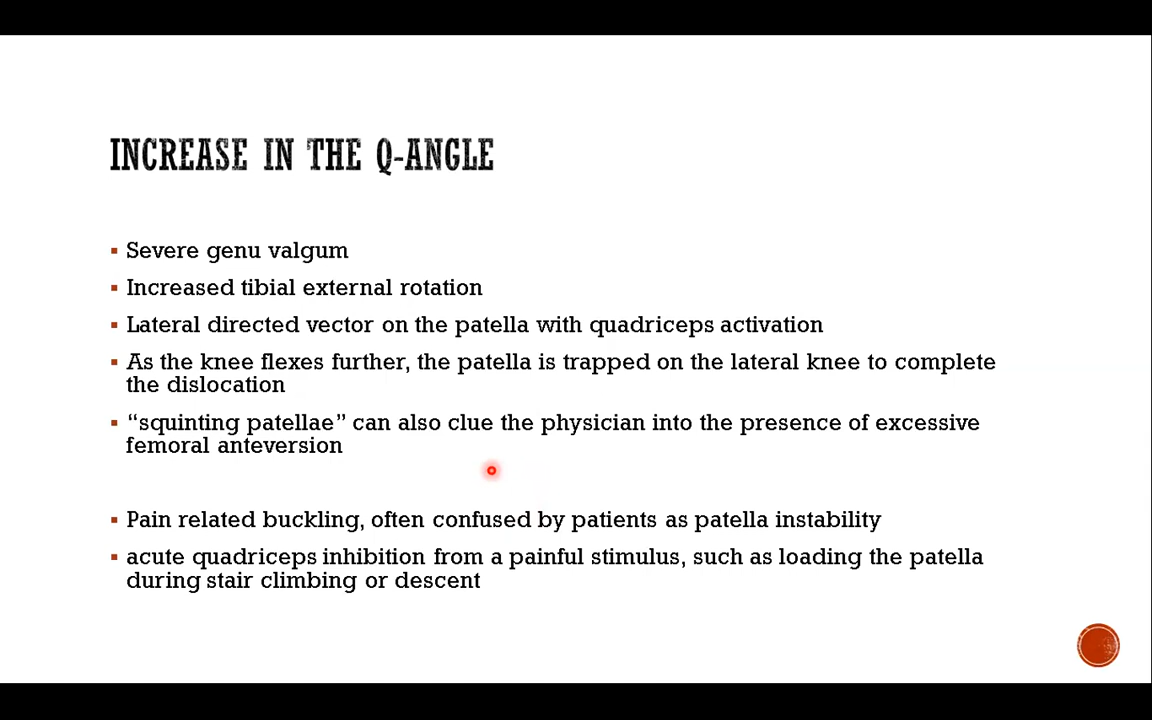 INCREASE IN THE Q-ANGLE
▪ Severe genu valgum
▪ Increased tibial external rotation
▪ Lateral directed vector on the patella with quadriceps activation
▪ As the knee flexes further, the patella is trapped on the lateral knee to complete
the dislocation
▪ “squinting patellae” can also clue the physician into the presence of excessive
femoral anteversion
▪ Pain related buckling, often confused by patients as patella instability
▪ acute quadriceps inhibition from a painful stimulus, such as loading the patella
during stair climbing or descent